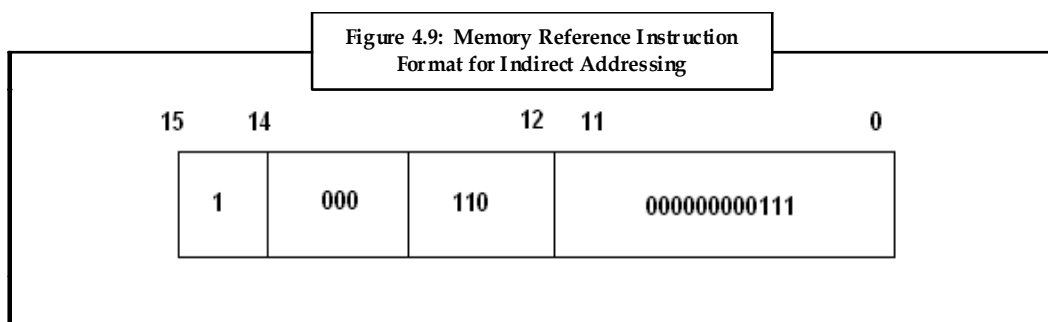 Figure 4.9: Memory Reference Instruction
Format for Indirect Addressing
15 14 12 11 0
1 000 110 000000000111